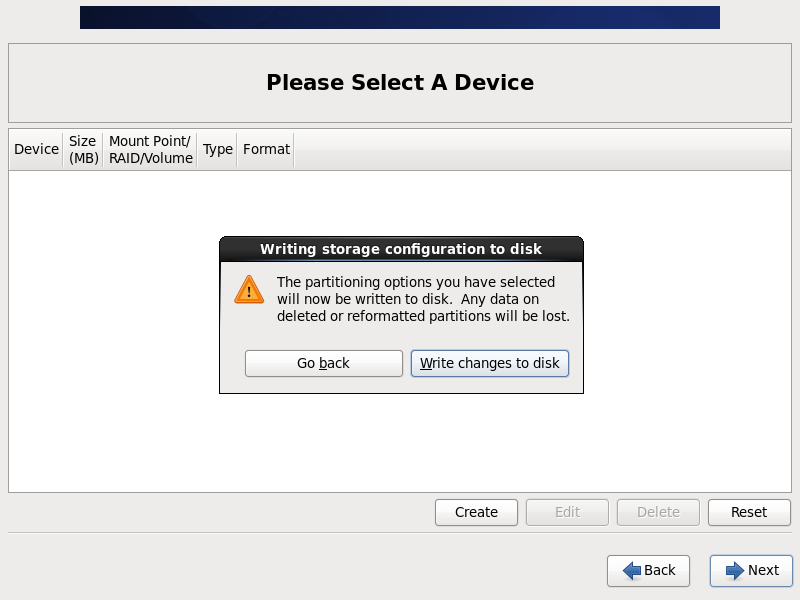 Please Select A Device
Device
Size
(MB)
Mount Point/
RAID/Volume
Type
Format
Writing storage configuration to disk
The partitioning options you have selected
will now be written to disk.  Any data on
deleted or reformatted partitions will be lost.
Go back
Write changes to disk
Create
Edit
Delete
Reset
Back
Next